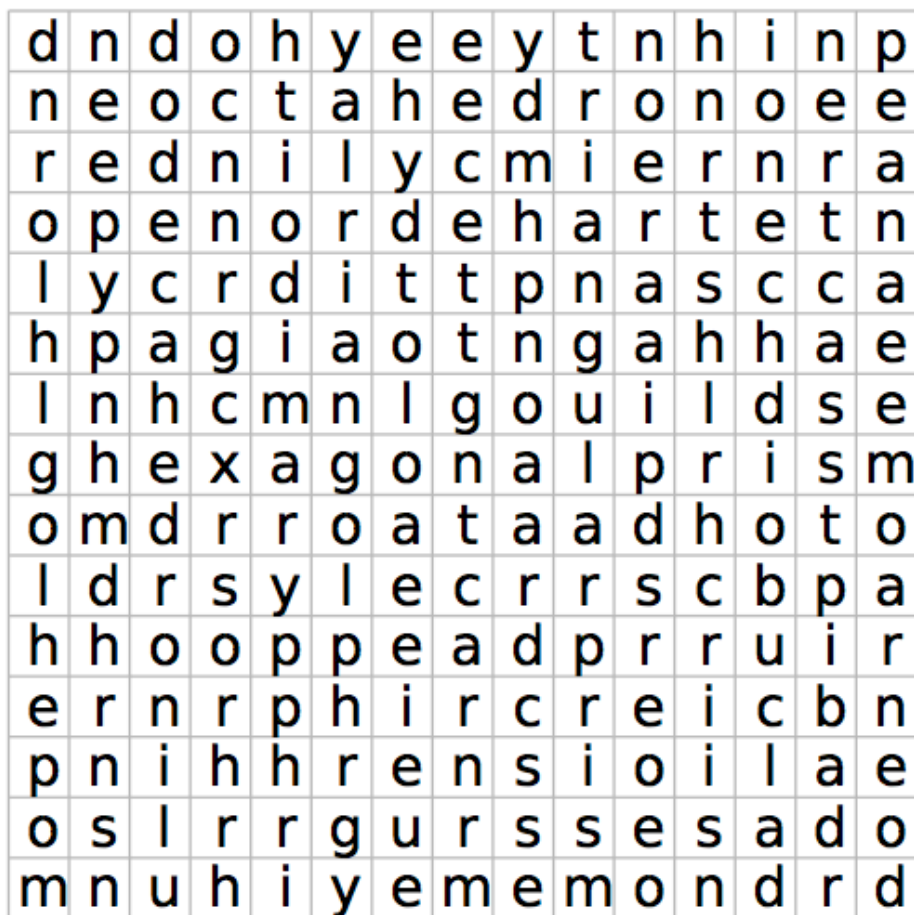 d n d o h y e e y t n h i n p
n e o c t a h e d r o n o e e
r e d n i l y c m i e r n r a
o p e n o r d e h a r t e t n
l y c r d i t t p n a s c c a
h p a g i a o t n g a h h a e
l n h c m n l g o u i l d s e
g h e x a g o n a l p r i s m
o m d r r o a t a a d h o t o
l d r s y l e c r r s c b p a
h h o o p p e a d p r r u i r
e r n r p h i r c r e i c b n
p n i h h r e n s i o i l a e
o s l r r g u r s s e s a d o
m n u h i y e m e m o n d r d